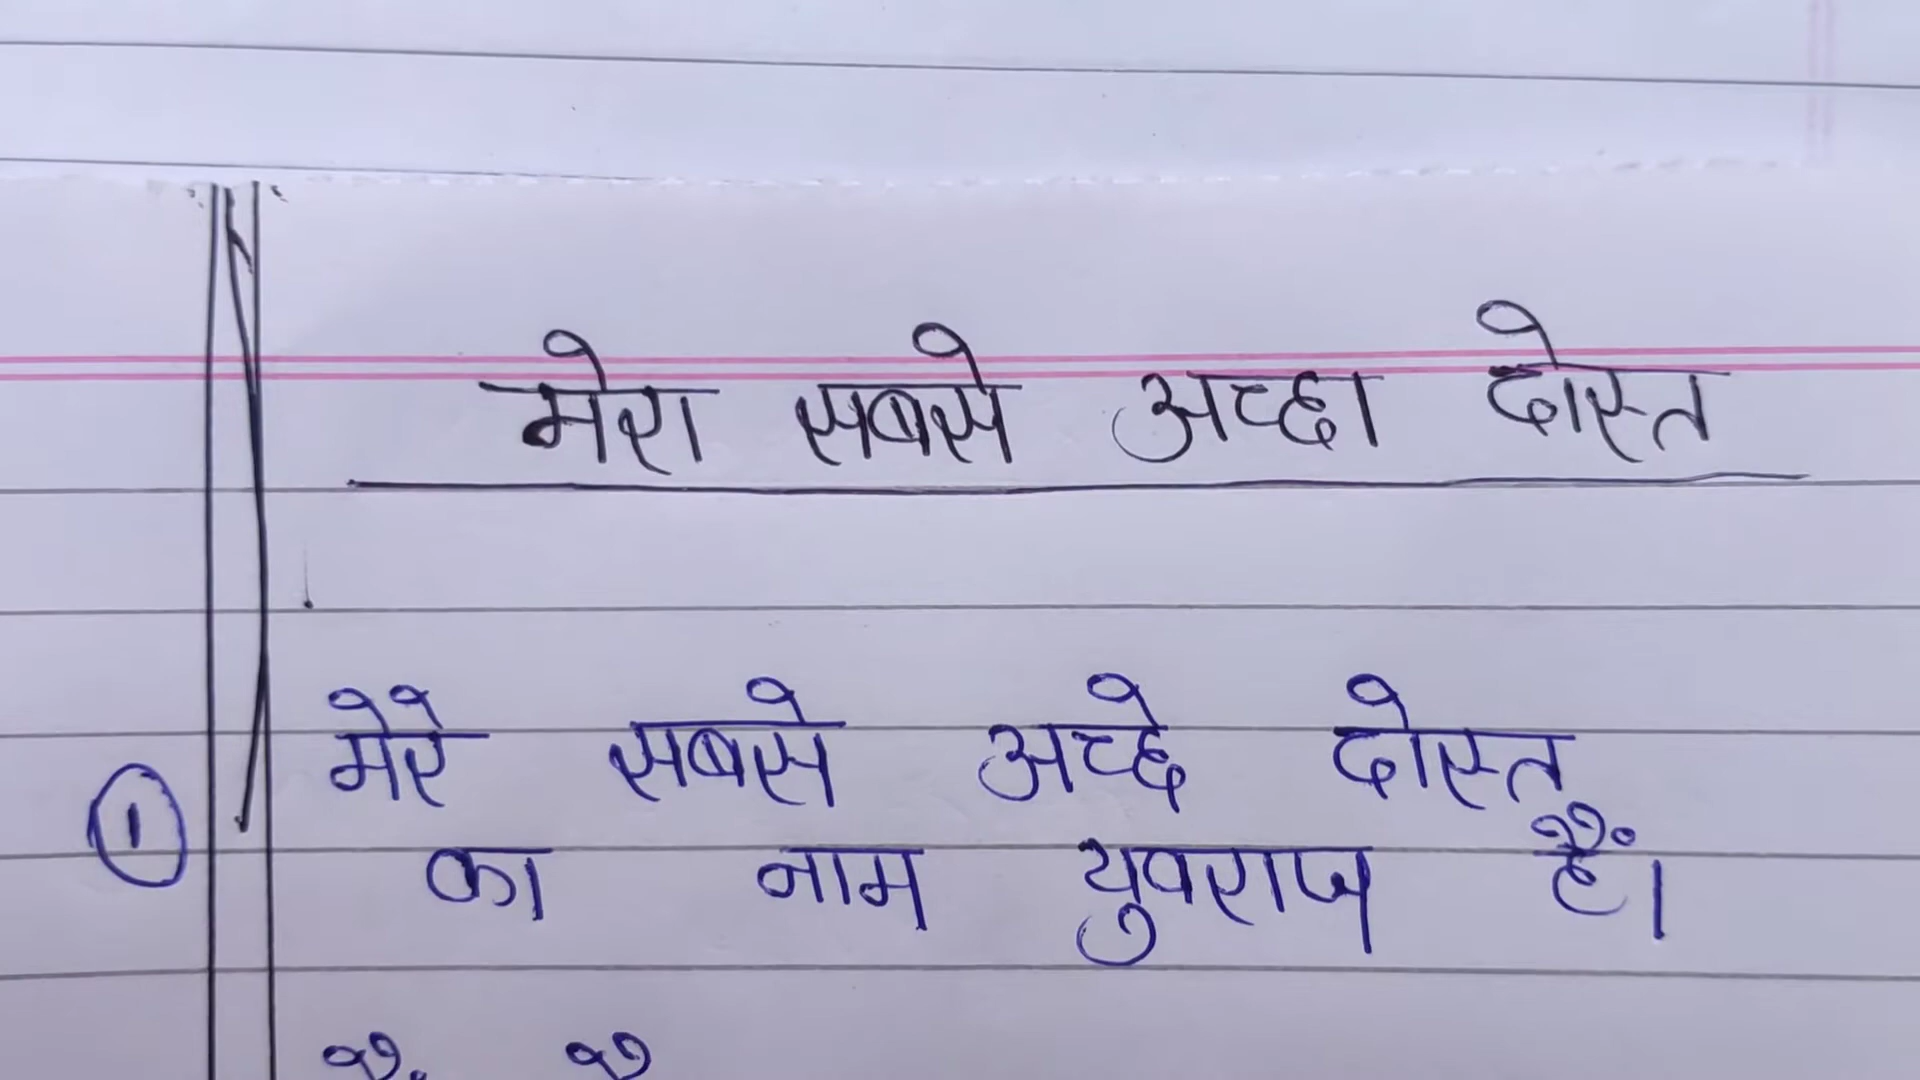 मेरा सबसे अच्छा दोस्त
① मेरे सबसे अच्छे दोस्त
का नाम युवराज हैं।